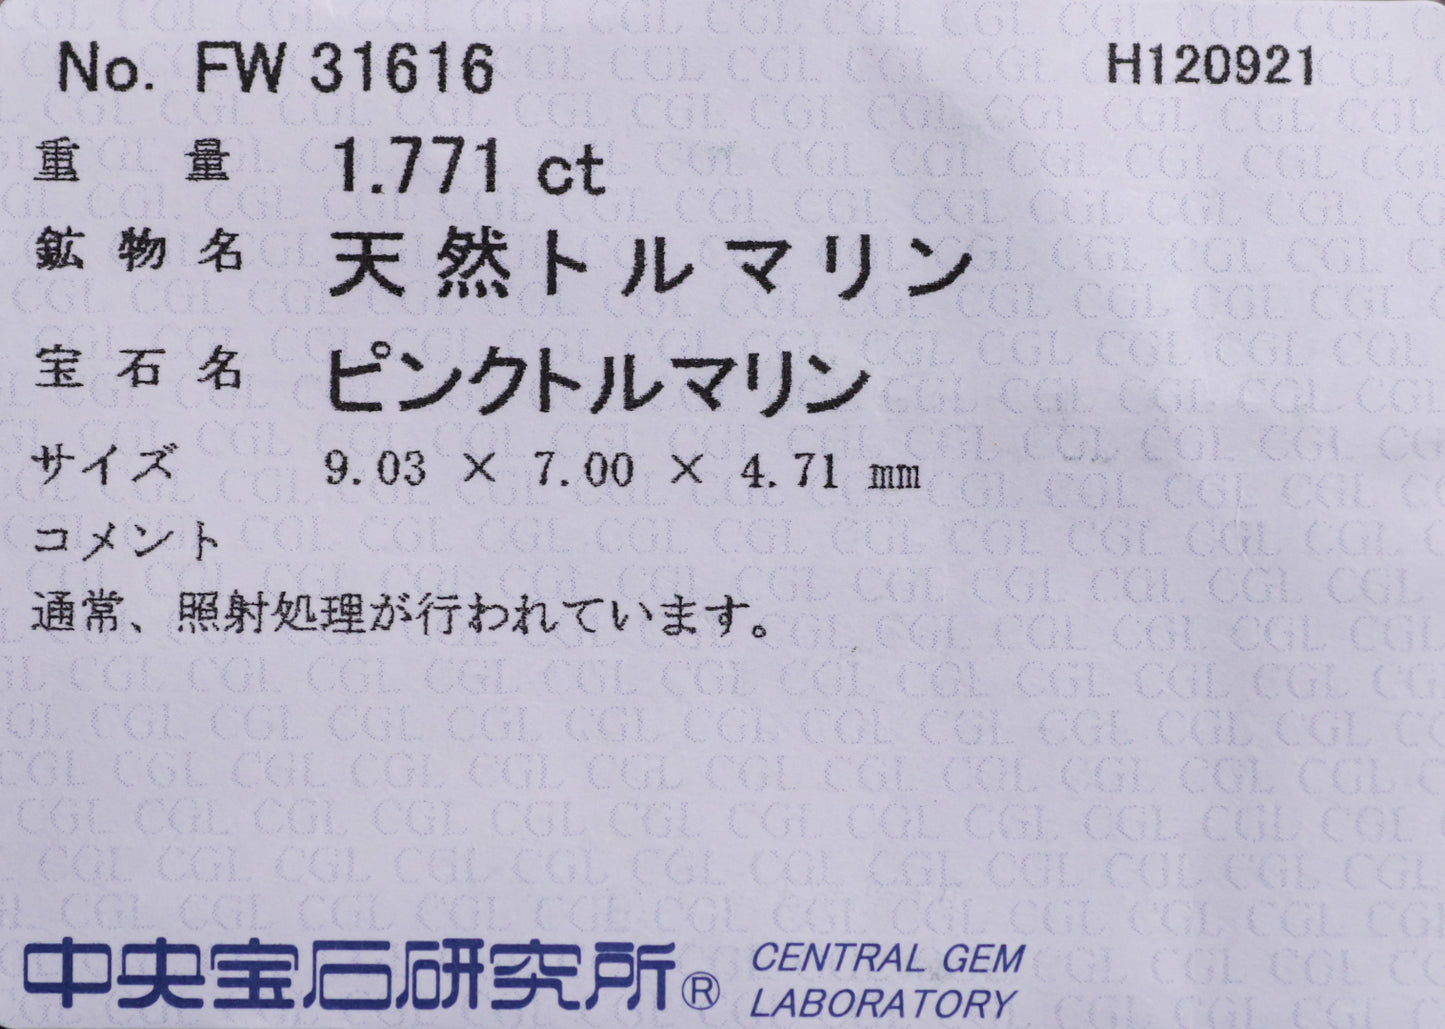 No. FW 31616 H120921
重量 1.771 ct
鉱物名 天然トルマリン
宝石名 ピンクトルマリン
サイズ 9.03 × 7.00 × 4.71 mm
コメント
通常、照射処理が行われています。
中央宝石研究所® CENTRAL GEM
LABORATORY